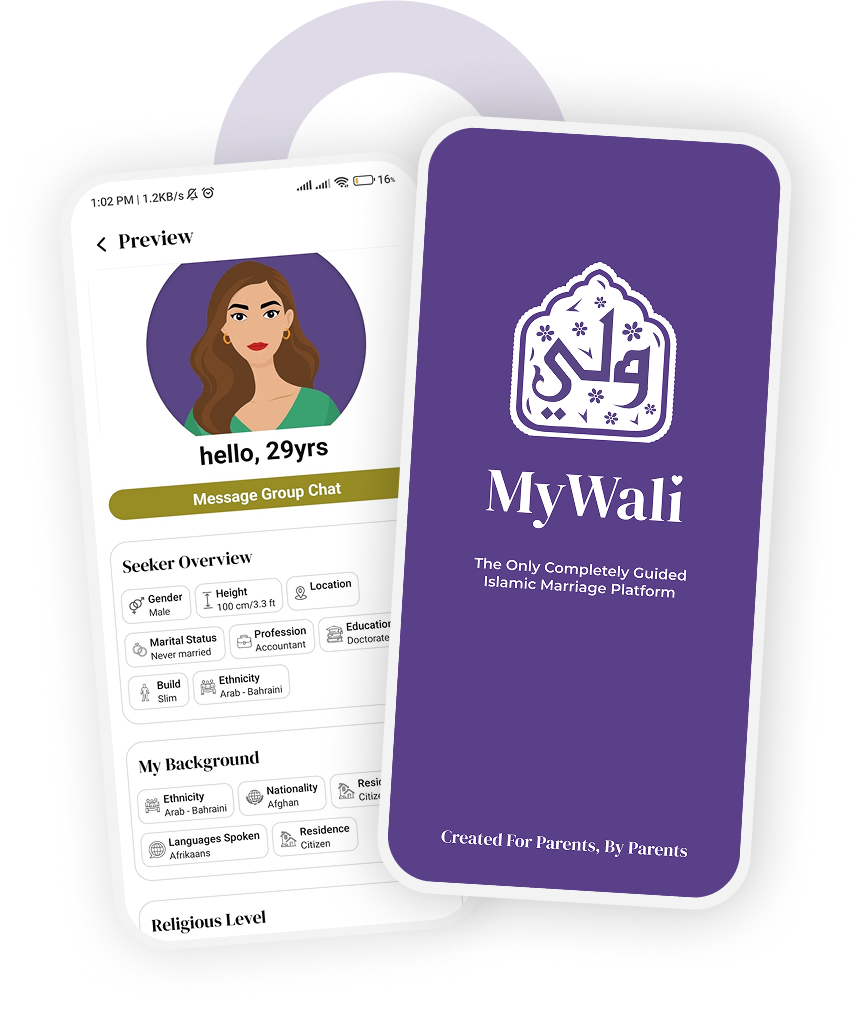 1:02 PM | 1.2KB/s
16%
Preview
hello, 29yrs
Message Group Chat
Seeker Overview
Gender
Male
Height
100 cm/3.3 ft
Location
Marital Status
Never married
Profession
Accountant
Education
Doctorate
Build
Slim
Ethnicity
Arab - Bahraini
My Background
Ethnicity
Arab - Bahraini
Nationality
Afghan
Languages Spoken
Afrikaans
Residence
Citizen
Religious Level
ولي
MyWali
The Only Completely Guided
Islamic Marriage Platform
Created For Parents, By Parents